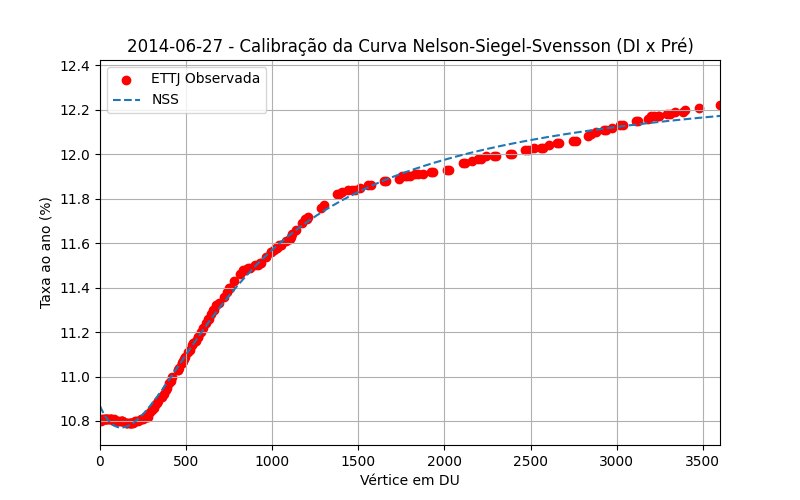 2014-06-27 - Calibração da Curva Nelson-Siegel-Svensson (DI x Pré)
ETTJ Observada
NSS
Taxa ao ano (%)
12.4
12.2
12.0
11.8
11.6
11.4
11.2
11.0
10.8
0 500 1000 1500 2000 2500 3000 3500
Vértice em DU